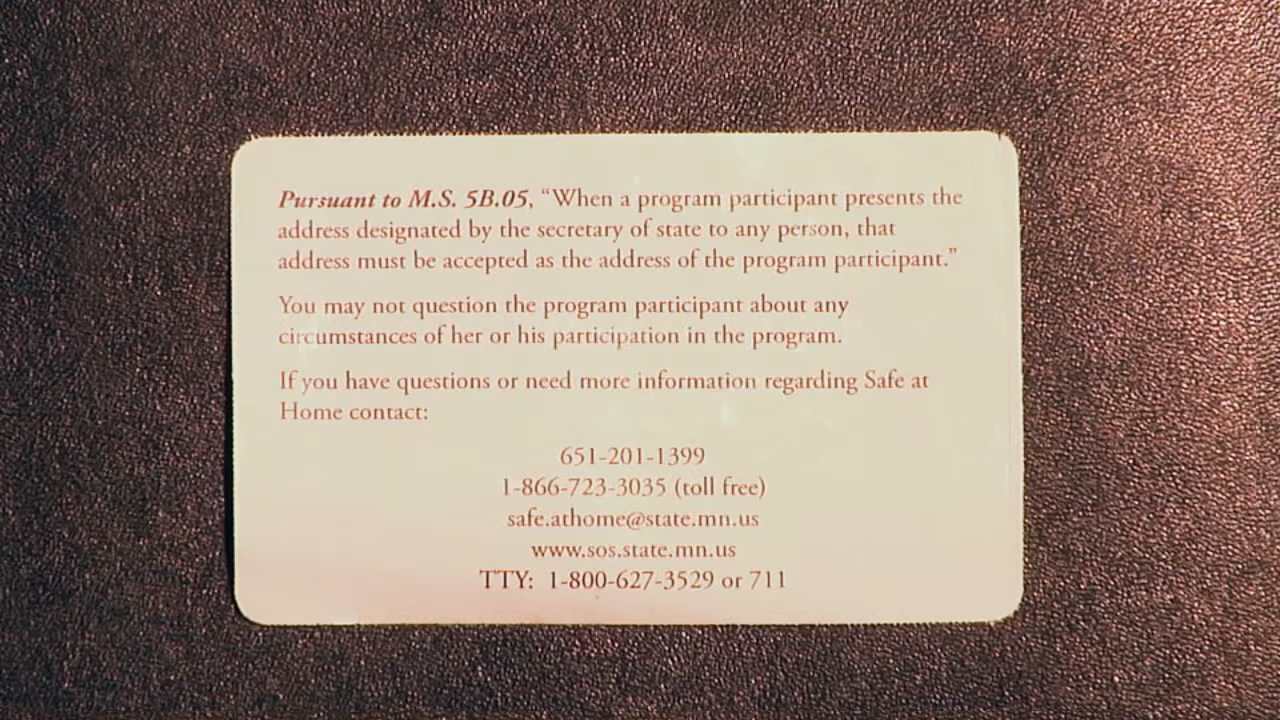 Pursuant to M.S. 5B.05, “When a program participant presents the
address designated by the secretary of state to any person, that
address must be accepted as the address of the program participant.”
You may not question the program participant about any
circumstances of her or his participation in the program.
If you have questions or need more information regarding Safe at
Home contact:
651-201-1399
1-866-723-3035 (toll free)
safe.athome@state.mn.us
www.sos.state.mn.us
TTY: 1-800-627-3529 or 711